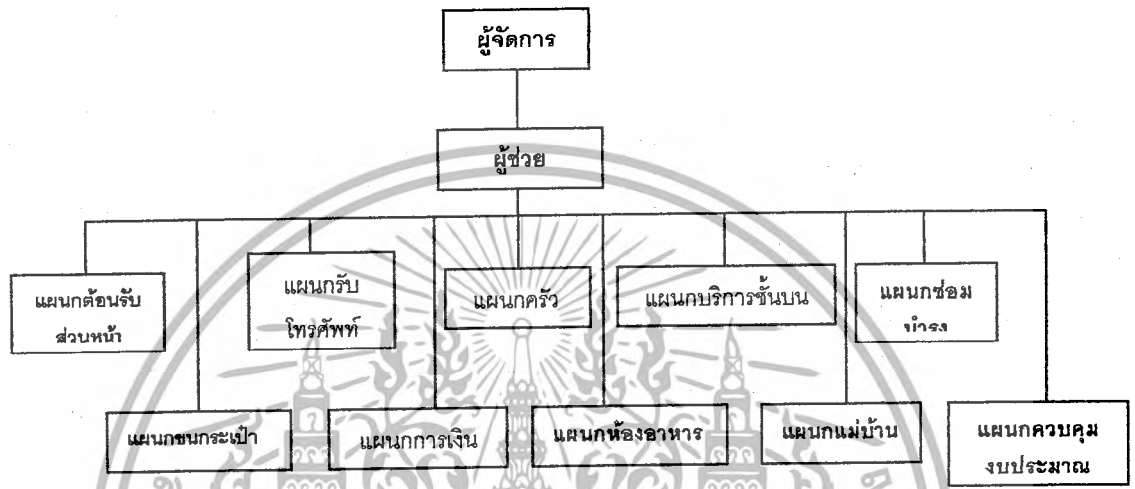 ผู้จัดการ
ผู้ช่วย
แผนกต้อนรับ
ส่วนหน้า
แผนกรับ
โทรศัพท์
แผนกครัว
แผนกบริการชั้นบน
แผนกซ่อม
บำรุง
แผนกขนกระเป๋า
แผนกการเงิน
แผนกห้องอาหาร
แผนกแม่บ้าน
แผนกควบคุม
งบประมาณ